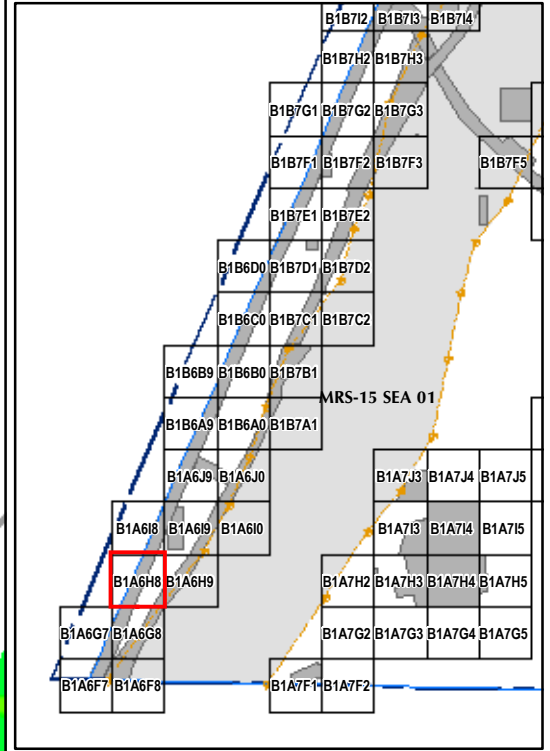 B1B7I2 B1B7I3 B1B7I4
B1B7H2 B1B7H3
B1B7G1 B1B7G2 B1B7G3
B1B7F1 B1B7F2 B1B7F3 B1B7F5
B1B7E1 B1B7E2
B1B6D0 B1B7D1 B1B7D2
B1B6C0 B1B7C1 B1B7C2
B1B6B9 B1B6B0 B1B7B1
MRS-15 SEA 01
B1B6A9 B1B6A0 B1B7A1
B1A6J9 B1A6J0 B1A7J3 B1A7J4 B1A7J5
B1A6I8 B1A6I9 B1A6I0 B1A7I3 B1A7I4 B1A7I5
B1A6H8 B1A6H9 B1A7H2 B1A7H3 B1A7H4 B1A7H5
B1A6G7 B1A6G8 B1A7G2 B1A7G3 B1A7G4 B1A7G5
B1A6F7 B1A6F8 B1A7F1 B1A7F2